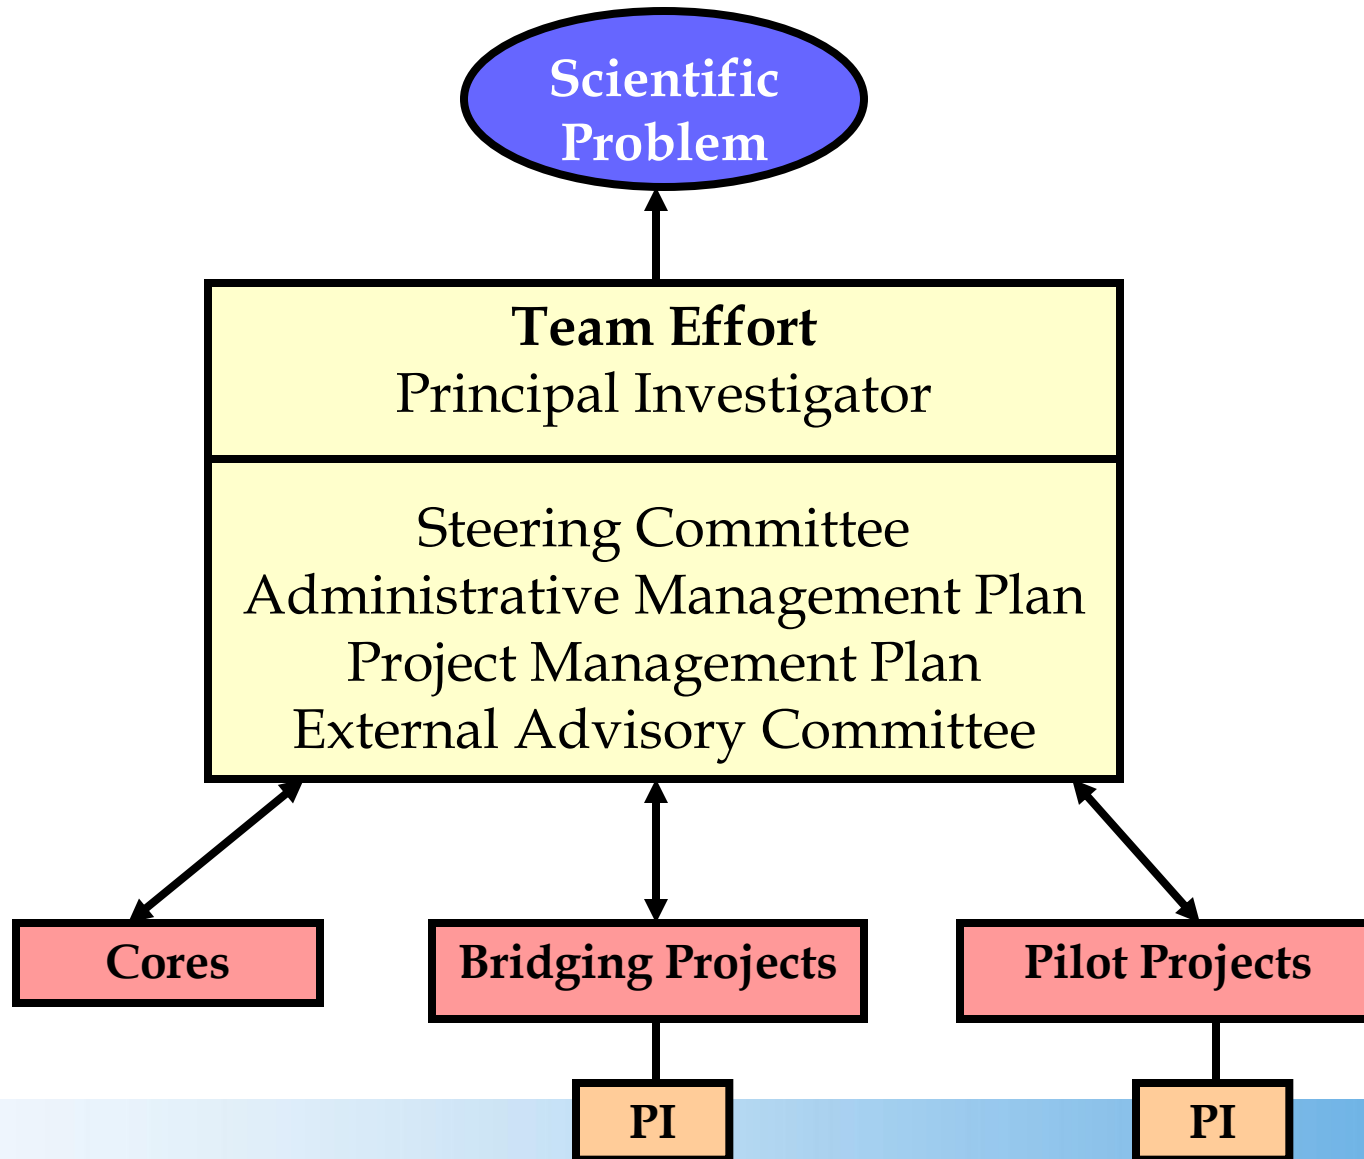 Scientific
Problem
Team Effort
Principal Investigator
Steering Committee
Administrative Management Plan
Project Management Plan
External Advisory Committee
Cores
Bridging Projects
Pilot Projects
PI
PI